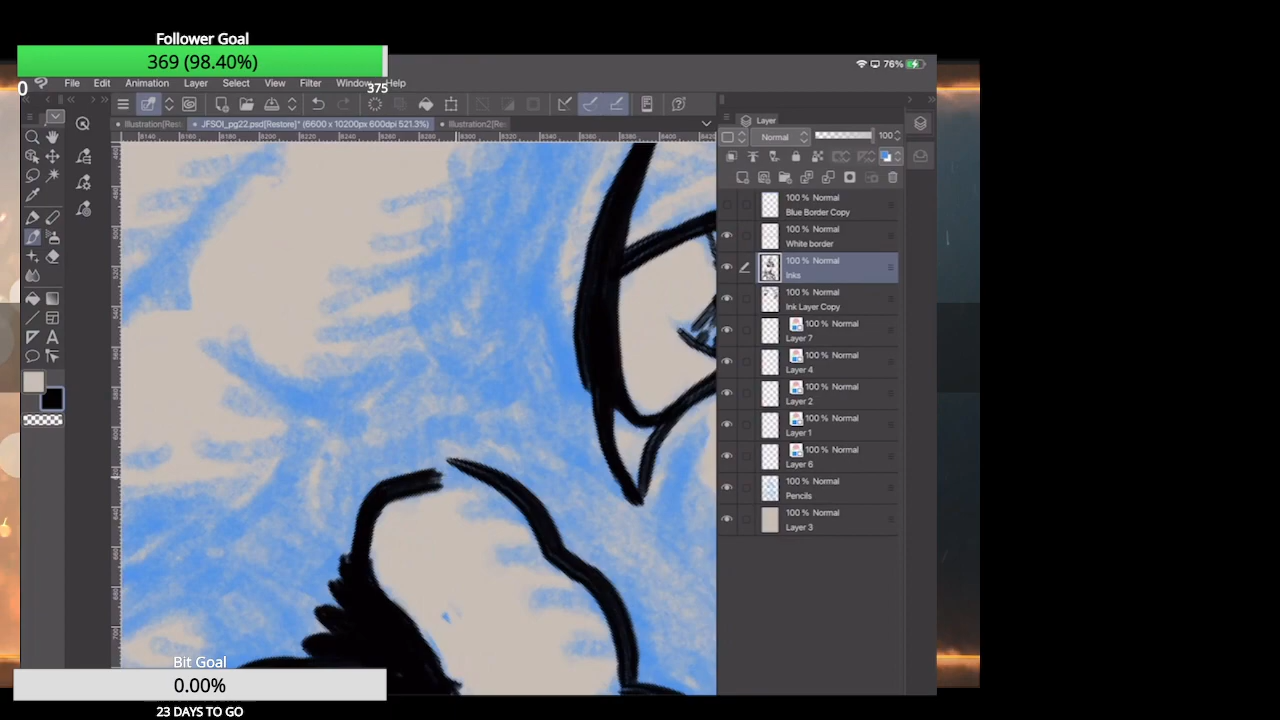 Follower Goal
369 (98.40%)
0
375
76%
File Edit Animation Layer Select View Filter Window Help
Illustration[Rest
JFSOI_pg22.psd[Restore]* (6600 x 10200px 600dpi 521.3%)
Illustration2[Re
Layer
Normal
100
100 % Normal
Blue Border Copy
100 % Normal
White border
100 % Normal
Inks
100 % Normal
Ink Layer Copy
100 % Normal
Layer 7
100 % Normal
Layer 4
100 % Normal
Layer 2
100 % Normal
Layer 1
100 % Normal
Layer 6
100 % Normal
Pencils
100 % Normal
Layer 3
Bit Goal
0.00%
23 DAYS TO GO